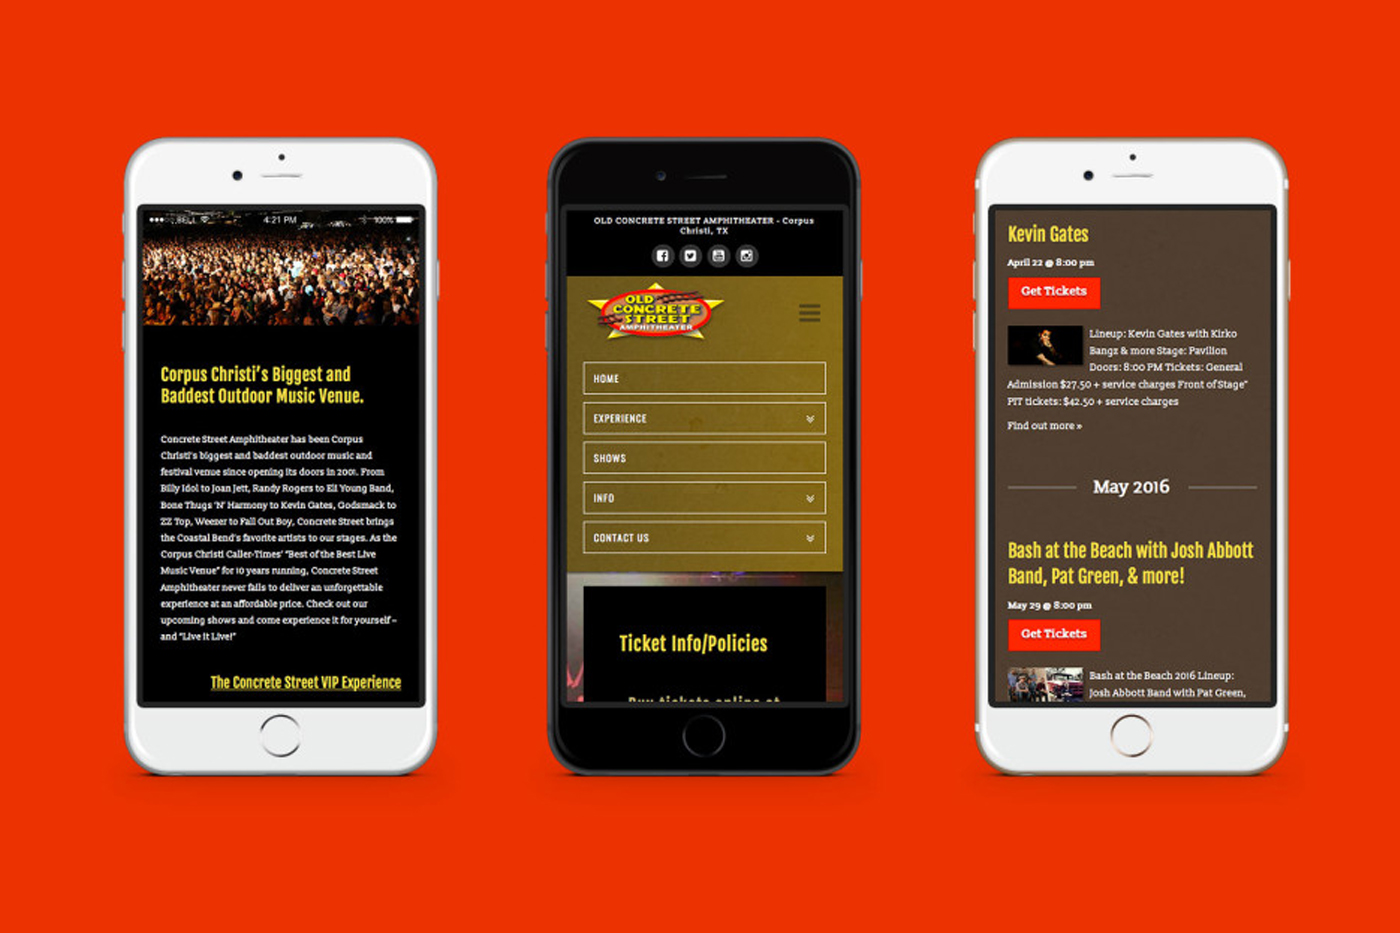 BELL
4:21 PM
100%
Corpus Christi's Biggest and
Baddest Outdoor Music Venue.
Concrete Street Amphitheater has been Corpus
Christi's biggest and baddest outdoor music and
festival venue since opening its doors in 2001. From
Billy Idol to Joan Jett, Randy Rogers to Eli Young Band,
Bone Thugs 'N' Harmony to Kevin Gates, Godsmack to
ZZ Top, Weezer to Fall Out Boy, Concrete Street brings
the Coastal Bend's favorite artists to our stages. As the
Corpus Christi Caller-Times' "Best of the Best Live
Music Venue" for 10 years running, Concrete Street
Amphitheater never fails to deliver an unforgettable
experience at an affordable price. Check out our
upcoming shows and come experience it for yourself –
and "Live It Live!"
The Concrete Street VIP Experience
OLD CONCRETE STREET AMPHITHEATER - Corpus
Christi, TX
OLD
CONCRETE
STREET
AMPHITHEATER
HOME
EXPERIENCE
SHOWS
INFO
CONTACT US
Ticket Info/Policies
Buy tickets online at
Kevin Gates
April 22 @ 8:00 pm
Get Tickets
Lineup: Kevin Gates with Kirko
Bangz & more Stage: Pavilion
Doors: 8:00 PM Tickets: General
Admission $27.50 + service charges Front of Stage"
PIT tickets: $42.50 + service charges
Find out more »
May 2016
Bash at the Beach with Josh Abbott
Band, Pat Green, & more!
May 29 @ 8:00 pm
Get Tickets
Bash at the Beach 2016 Lineup:
Josh Abbott Band with Pat Green,